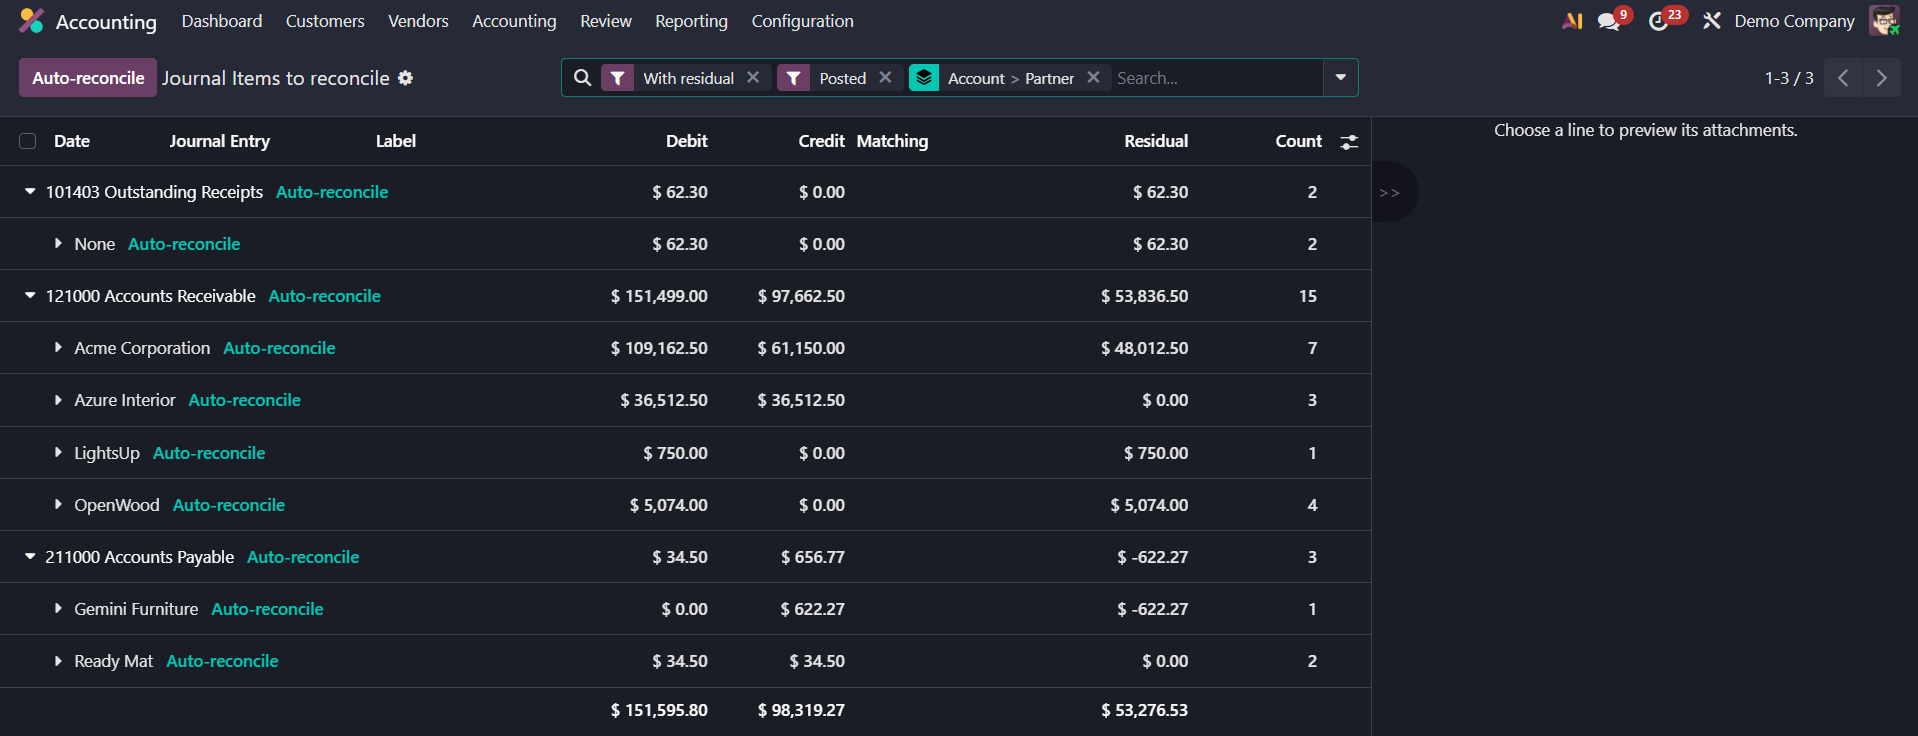 Accounting Dashboard Customers Vendors Accounting Review Reporting Configuration AI 9 23 Demo Company
Auto-reconcile Journal Items to reconcile With residual Posted Account > Partner Search... 1-3 / 3
Choose a line to preview its attachments.
Date Journal Entry Label Debit Credit Matching Residual Count
101403 Outstanding Receipts Auto-reconcile $ 62.30 $ 0.00 $ 62.30 2
>>
None Auto-reconcile $ 62.30 $ 0.00 $ 62.30 2
121000 Accounts Receivable Auto-reconcile $ 151,499.00 $ 97,662.50 $ 53,836.50 15
Acme Corporation Auto-reconcile $ 109,162.50 $ 61,150.00 $ 48,012.50 7
Azure Interior Auto-reconcile $ 36,512.50 $ 36,512.50 $ 0.00 3
LightsUp Auto-reconcile $ 750.00 $ 0.00 $ 750.00 1
OpenWood Auto-reconcile $ 5,074.00 $ 0.00 $ 5,074.00 4
211000 Accounts Payable Auto-reconcile $ 34.50 $ 656.77 $ -622.27 3
Gemini Furniture Auto-reconcile $ 0.00 $ 622.27 $ -622.27 1
Ready Mat Auto-reconcile $ 34.50 $ 34.50 $ 0.00 2
$ 151,595.80 $ 98,319.27 $ 53,276.53